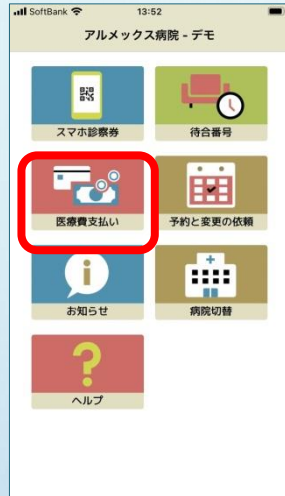 SoftBank 13:52
アルメックス病院 - デモ
スマホ診察券 待合番号
医療費支払い 予約と変更の依頼
お知らせ 病院切替
ヘルプ